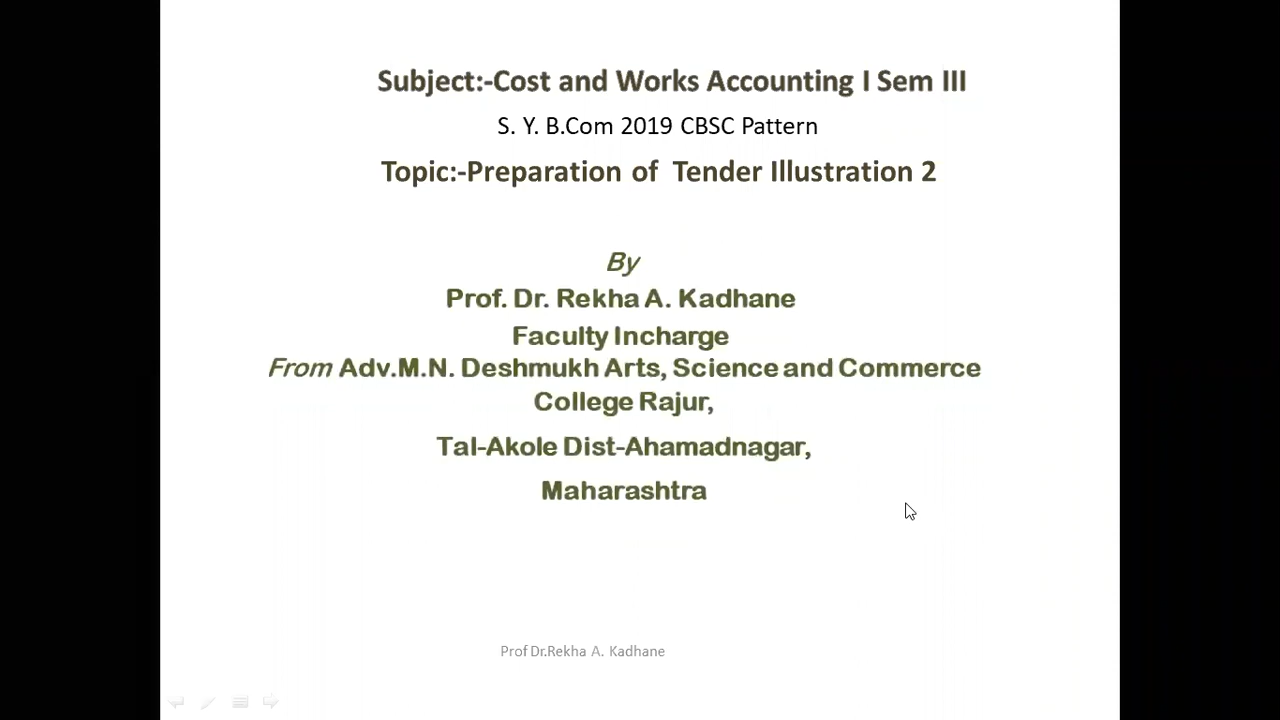 Subject:-Cost and Works Accounting I Sem III
S. Y. B.Com 2019 CBSC Pattern
Topic:-Preparation of Tender Illustration 2
By
Prof. Dr. Rekha A. Kadhane
Faculty Incharge
From Adv.M.N. Deshmukh Arts, Science and Commerce
College Rajur,
Tal-Akole Dist-Ahamadnagar,
Maharashtra
Prof Dr.Rekha A. Kadhane